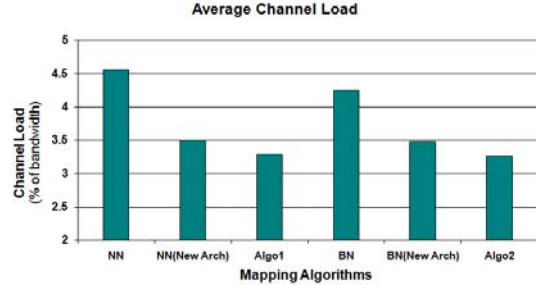 Average Channel Load
Channel Load
(% of bandwidth)
5
4.5
4
3.5
3
2.5
2
NN
NN(New Arch)
Algo1
BN
BN(New Arch)
Algo2
Mapping Algorithms